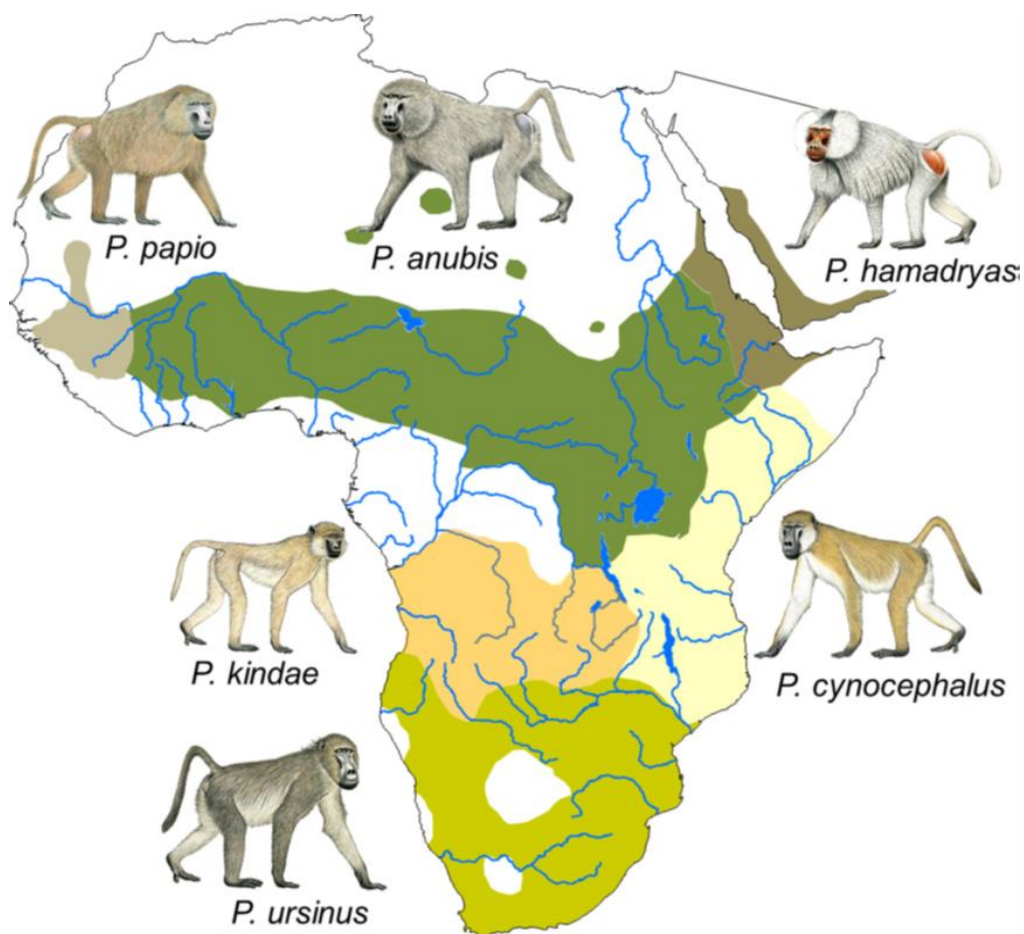 P. papio
P. anubis
P. hamadryas
P. kindae
P. cynocephalus
P. ursinus